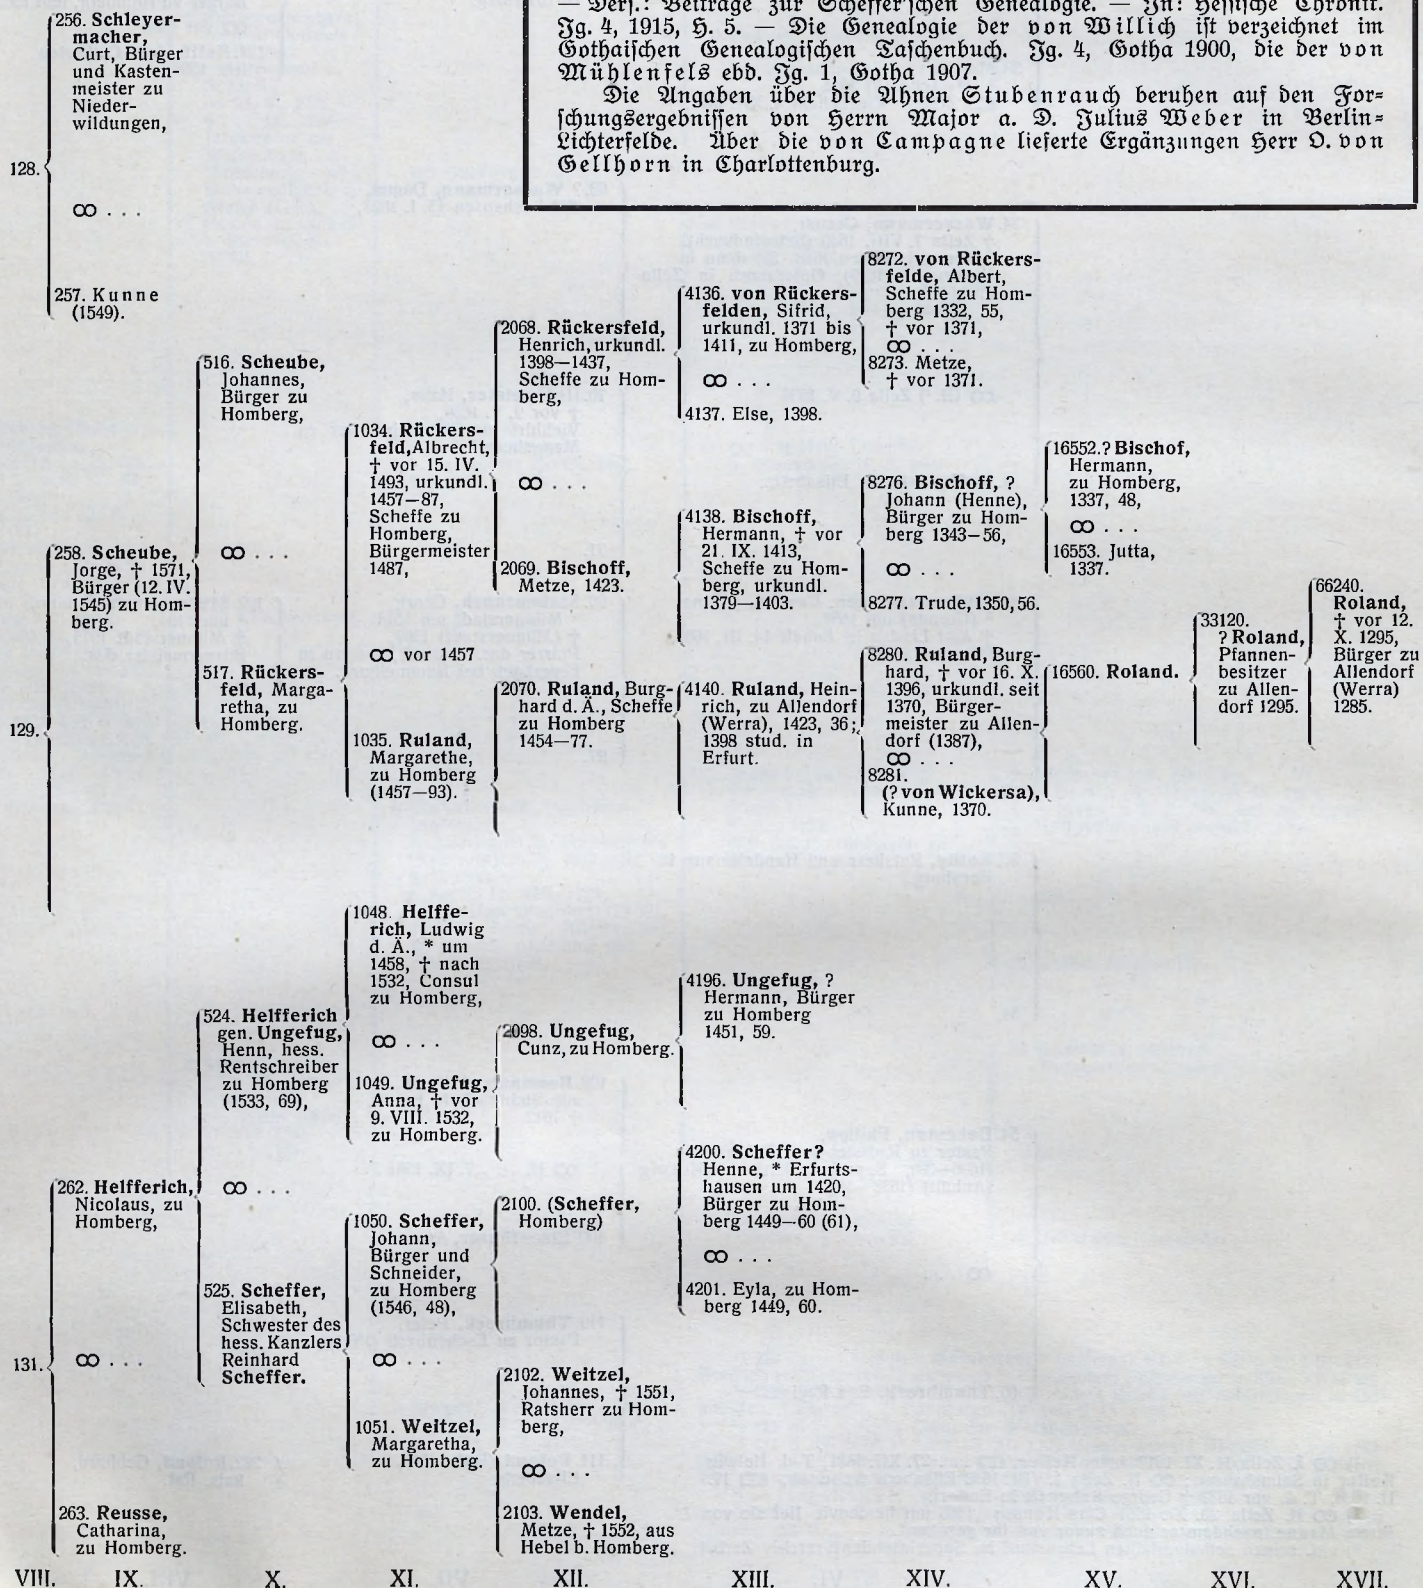 — Derſ.: Beiträge zur Scheffer'ſchen Genealogie. — In: Heſſiſche Chronik.
Jg. 4, 1915, H. 5. — Die Genealogie der von Willich iſt verzeichnet im
Gothaiſchen Genealogiſchen Taſchenbuch. Jg. 4, Gotha 1900, die der von
Mühlenfels ebd. Jg. 1, Gotha 1907.
Die Angaben über die Ahnen Stubenrauch beruhen auf den For=
ſchungsergebniſſen von Herrn Major a. D. Julius Weber in Berlin=
Lichterfelde. Über die von Campagne lieferte Ergänzungen Herr O. von
Gellhorn in Charlottenburg.
128.
256. Schleyer-
macher,
Curt, Bürger
und Kasten-
meister zu
Nieder-
wildungen,
∞ . . .
257. Kunne
(1549).
129.
258. Scheube,
Jorge, † 1571,
Bürger (12. IV.
1545) zu Hom-
berg.
516. Scheube,
Johannes,
Bürger zu
Homberg,
∞ . . .
517. Rückers-
feld, Marga-
retha, zu
Homberg.
1034. Rückers-
feld, Albrecht,
† vor 15. IV.
1493, urkundl.
1457—87,
Scheffe zu
Homberg,
Bürgermeister
1487,
∞ vor 1457
1035. Ruland,
Margarethe,
zu Homberg
(1457—93).
2068. Rückersfeld,
Henrich, urkundl.
1398—1437,
Scheffe zu Hom-
berg,
∞ . . .
2069. Bischoff,
Metze, 1423.
2070. Ruland, Burg-
hard d. Ä., Scheffe
zu Homberg
1454—77.
4136. von Rückers-
felden, Sifrid,
urkundl. 1371 bis
1411, zu Homberg,
∞ . . .
4137. Else, 1398.
4138. Bischoff,
Hermann, † vor
21. IX. 1413,
Scheffe zu Hom-
berg, urkundl.
1379—1403.
4140. Ruland, Hein-
rich, zu Allendorf
(Werra), 1423, 36;
1398 stud. in
Erfurt.
8272. von Rückers-
felde, Albert,
Scheffe zu Hom-
berg 1332, 55,
† vor 1371,
∞ . . .
8273. Metze,
† vor 1371.
8276. Bischoff, ?
Johann (Henne),
Bürger zu Hom-
berg 1343—56,
∞ . . .
8277. Trude, 1350, 56.
8280. Ruland, Burg-
hard, † vor 16. X.
1396, urkundl. seit
1370, Bürger-
meister zu Allen-
dorf (1387),
∞ . . .
8281.
(? von Wickersa),
Kunne, 1370.
16552.? Bischof,
Hermann,
zu Homberg,
1337, 48,
∞ . . .
16553. Jutta,
1337.
16560. Roland.
33120.
? Roland,
Pfannen-
besitzer
zu Allen-
dorf 1295.
66240.
Roland,
† vor 12.
X. 1295,
Bürger zu
Allendorf
(Werra)
1285.
131.
262. Helfferich,
Nicolaus, zu
Homberg,
∞ . . .
263. Reusse,
Catharina,
zu Homberg.
524. Helfferich
gen. Ungefug,
Henn, hess.
Rentschreiber
zu Homberg
(1533, 69),
∞ . . .
525. Scheffer,
Elisabeth,
Schwester des
hess. Kanzlers
Reinhard
Scheffer.
1048. Helffe-
rich, Ludwig
d. Ä., * um
1458, † nach
1532, Consul
zu Homberg,
∞ . . .
1049. Ungefug,
Anna, † vor
9. VIII. 1532,
zu Homberg.
1050. Scheffer,
Johann,
Bürger und
Schneider,
zu Homberg
(1546, 48),
∞ . . .
1051. Weitzel,
Margaretha,
zu Homberg.
2098. Ungefug,
Cunz, zu Homberg.
2100. (Scheffer,
Homberg)
2102. Weitzel,
Johannes, † 1551,
Ratsherr zu Hom-
berg,
∞ . . .
2103. Wendel,
Metze, † 1552, aus
Hebel b. Homberg.
4196. Ungefug, ?
Hermann, Bürger
zu Homberg
1451, 59.
4200. Scheffer?
Henne, * Erfurts-
hausen um 1420,
Bürger zu Hom-
berg 1449—60 (61),
∞ . . .
4201. Eyla, zu Hom-
berg 1449, 60.
VIII. IX. X. XI. XII. XIII. XIV. XV. XVI. XVII.